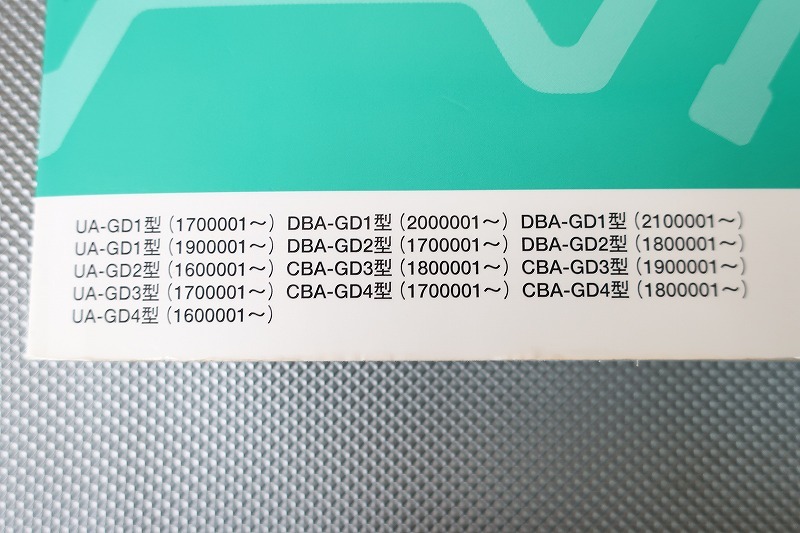 UA-GD1型 (1700001～) DBA-GD1型 (2000001～) DBA-GD1型 (2100001～)
UA-GD1型 (1900001～) DBA-GD2型 (1700001～) DBA-GD2型 (1800001～)
UA-GD2型 (1600001～) CBA-GD3型 (1800001～) CBA-GD3型 (1900001～)
UA-GD3型 (1700001～) CBA-GD4型 (1700001～) CBA-GD4型 (1800001～)
UA-GD4型 (1600001～)